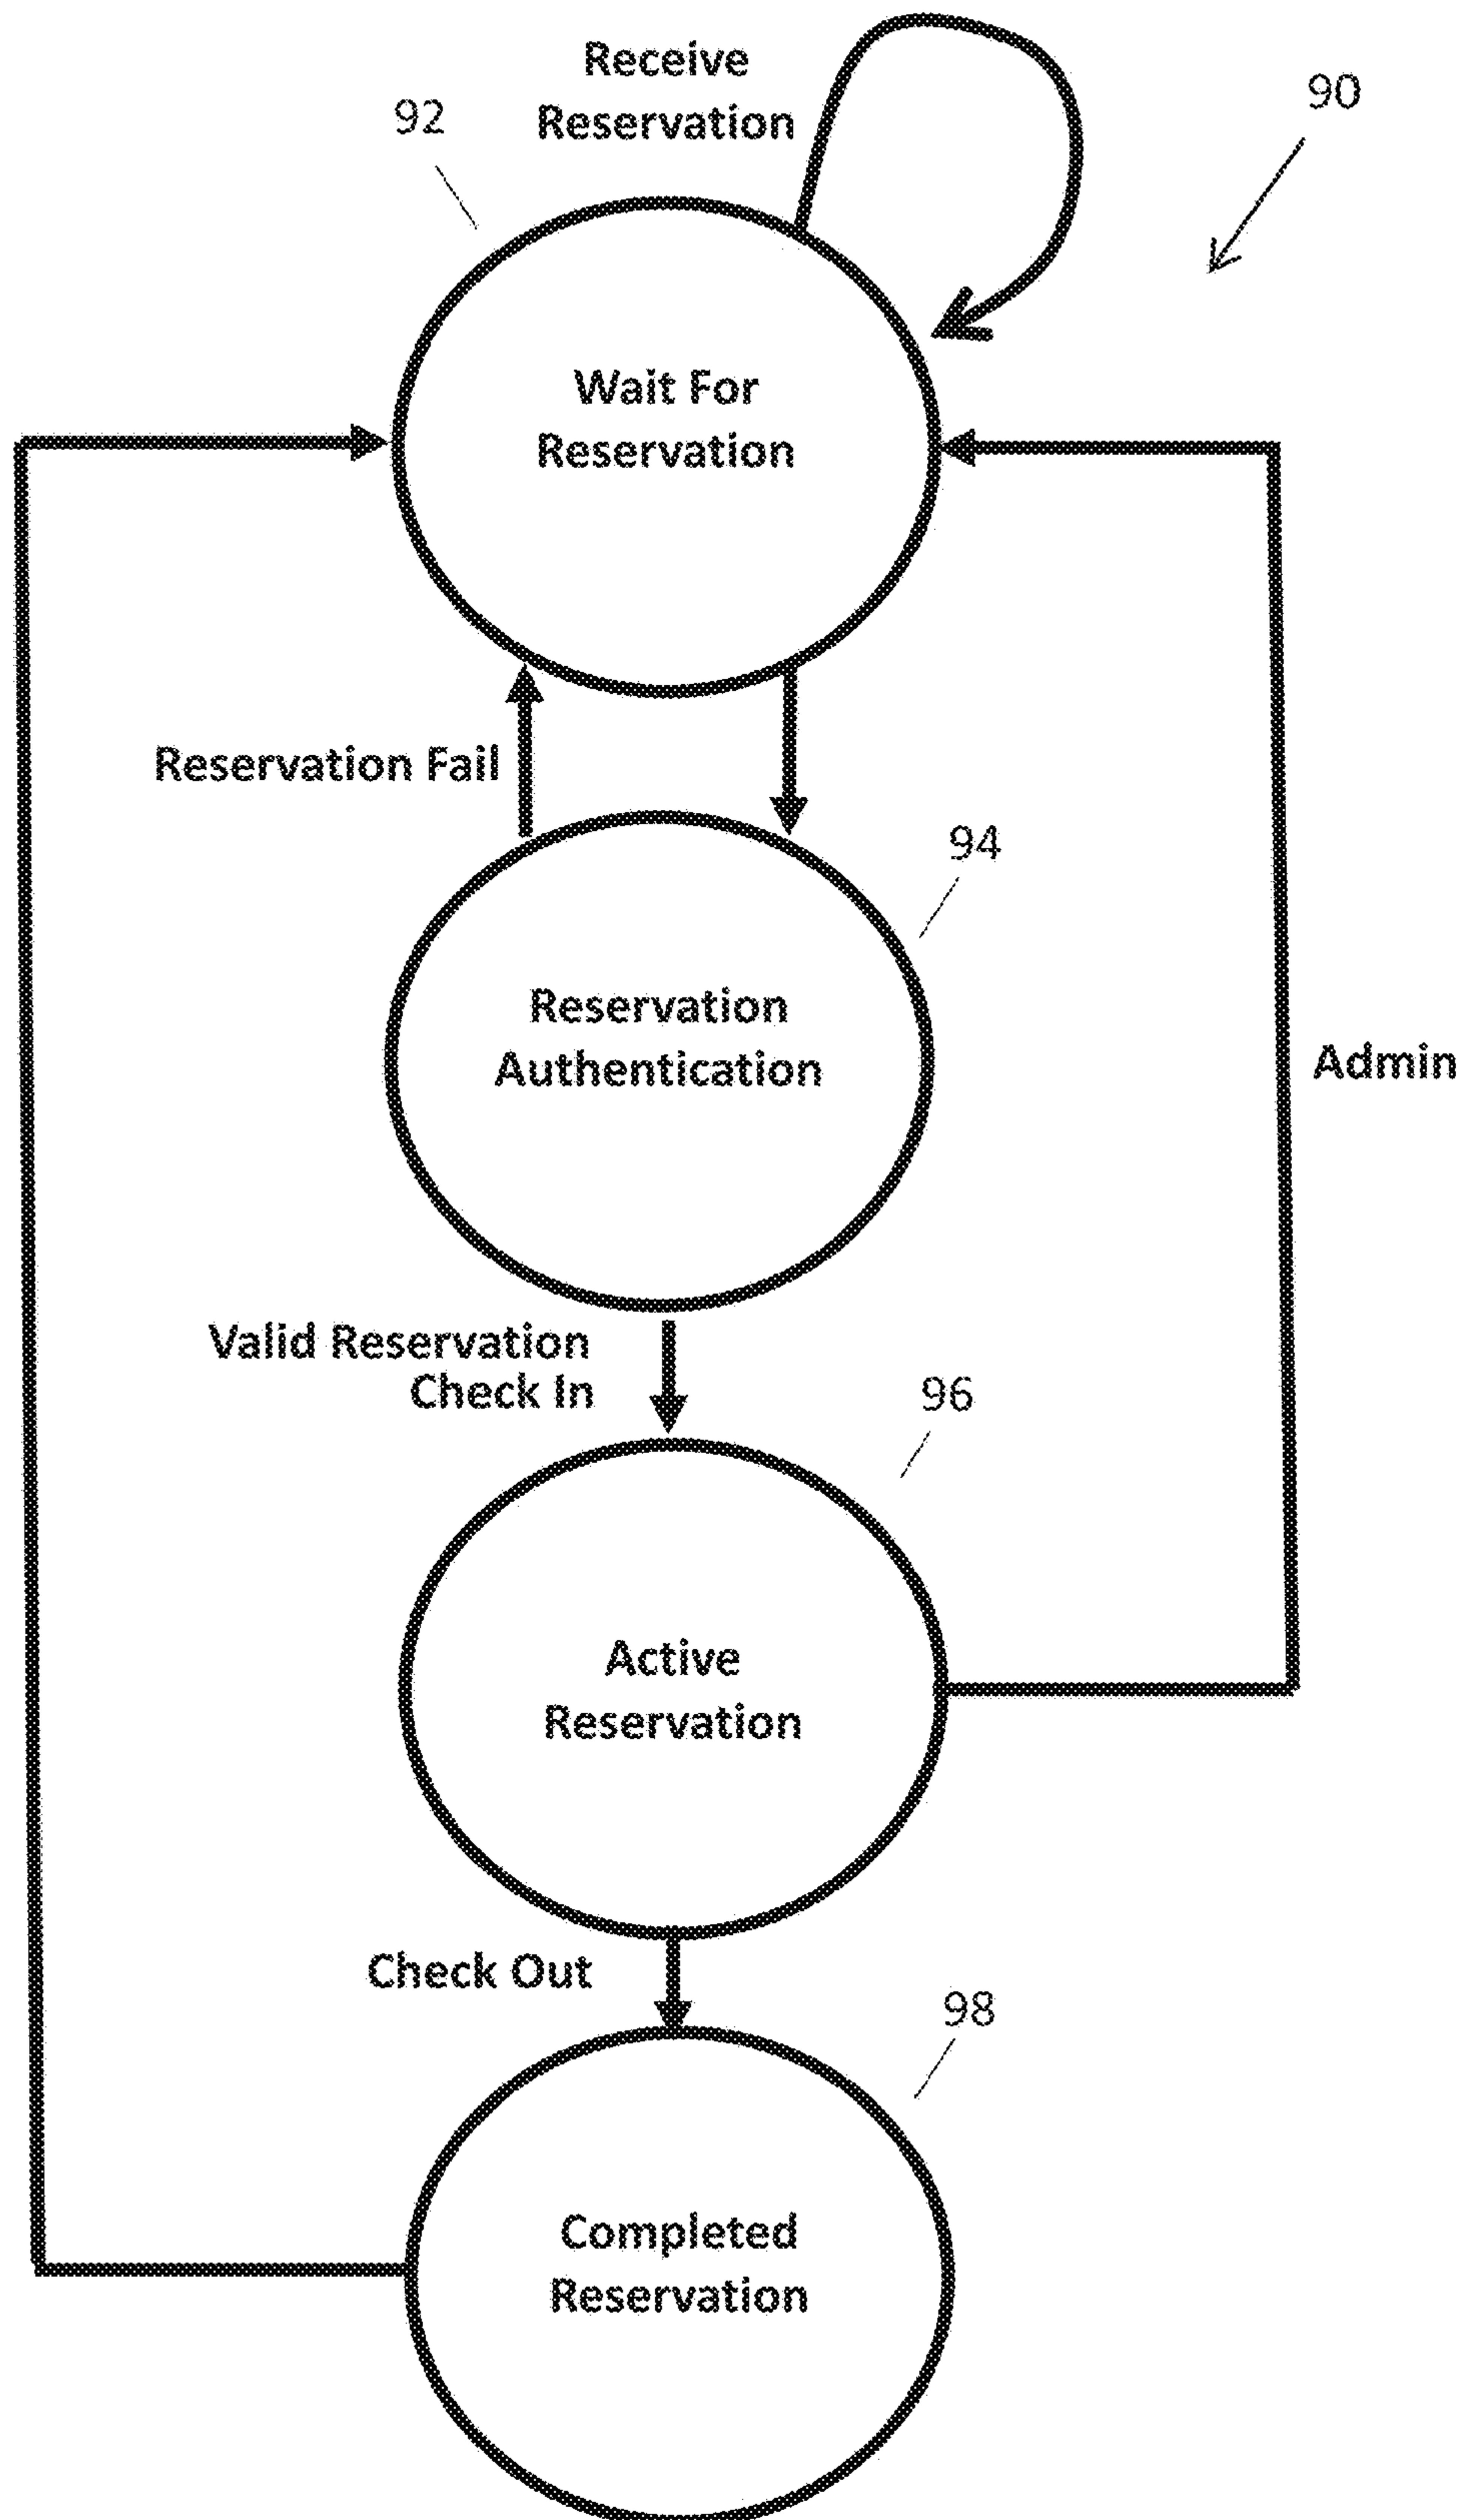 Receive
Reservation
92
90
Wait For
Reservation
Reservation Fail
94
Reservation
Authentication
Admin
Valid Reservation
Check In
96
Active
Reservation
Check Out
98
Completed
Reservation